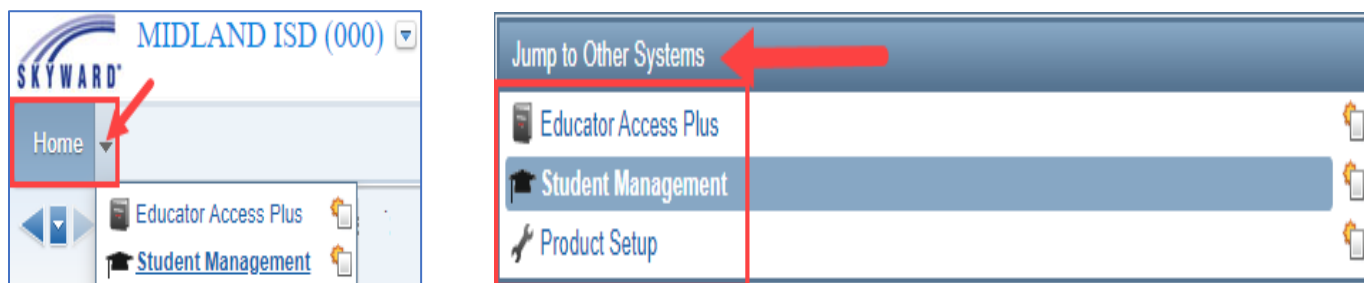 MIDLAND ISD (000)
SKYWARD®
Home
Educator Access Plus
Student Management
Jump to Other Systems
Educator Access Plus
Student Management
Product Setup